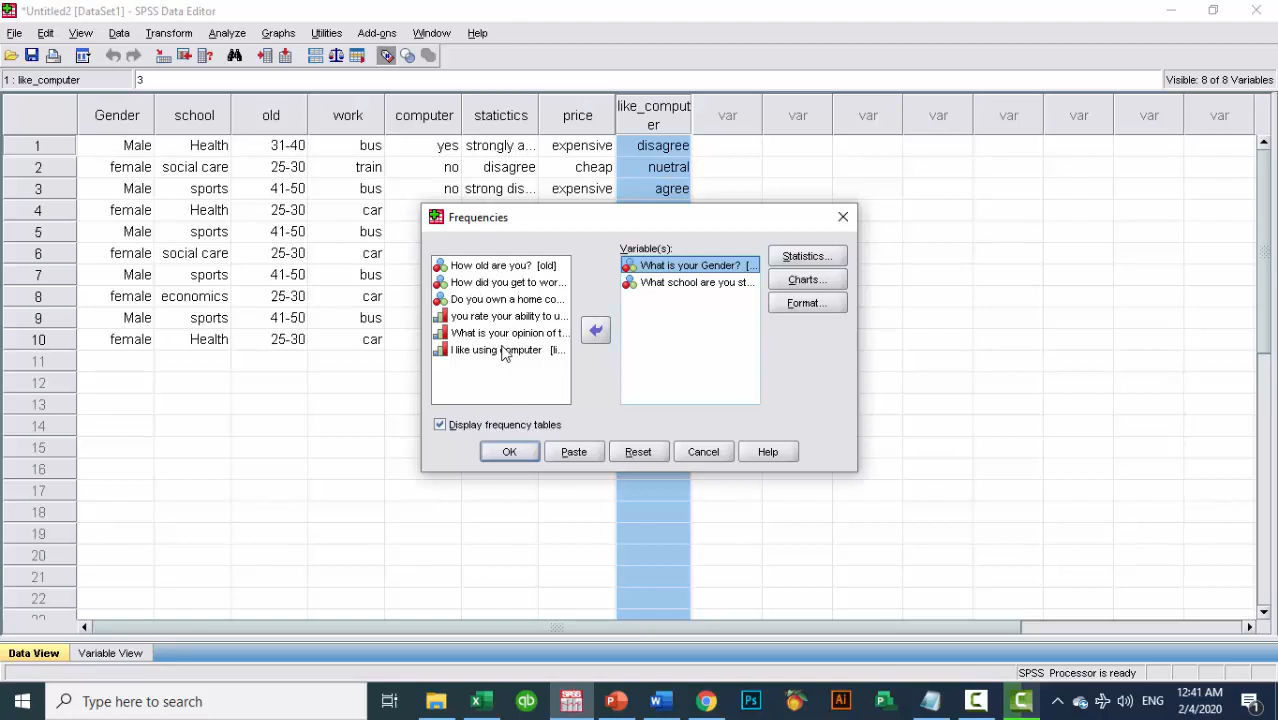 *Untitled2 [DataSet1] - SPSS Data Editor
File Edit View Data Transform Analyze Graphs Utilities Add-ons Window Help
1 : like_computer 3 Visible: 8 of 8 Variables
Gender school old work computer statictics price like_comput
er var var var var var var var var
1 Male Health 31-40 bus yes strongly a... expensive disagree
2 female social care 25-30 train no disagree cheap nuetral
3 Male sports 41-50 bus no strong dis... expensive agree
4 female Health 25-30 car
5 Male sports 41-50 bus
6 female social care 25-30 car
7 Male sports 41-50 bus
8 female economics 25-30 car
9 Male sports 41-50 bus
10 female Health 25-30 car
11
12
13
14
15
16
17
18
19
20
21
22
Frequencies
Variable(s):
How old are you? [old]
How did you get to wor...
Do you own a home co...
you rate your ability to u...
What is your opinion of t...
I like using computer [li...
What is your Gender? [...
What school are you st...
Statistics...
Charts...
Format...
Display frequency tables
OK Paste Reset Cancel Help
Data View Variable View
SPSS Processor is ready
Type here to search
Ps
Ai
ENG
12:41 AM
2/4/2020
1